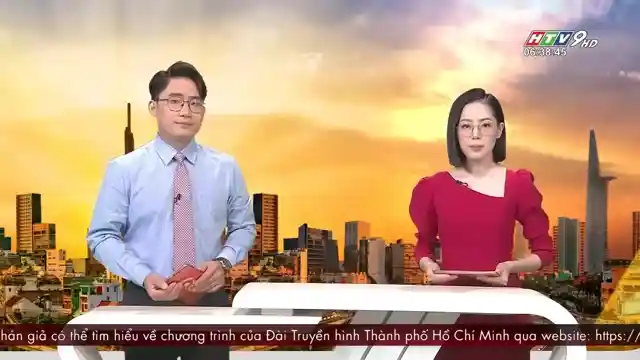 HTV9HD
06:38:45
hán giả có thể tìm hiểu về chương trình của Đài Truyền hình Thành phố Hồ Chí Minh qua website: https:/